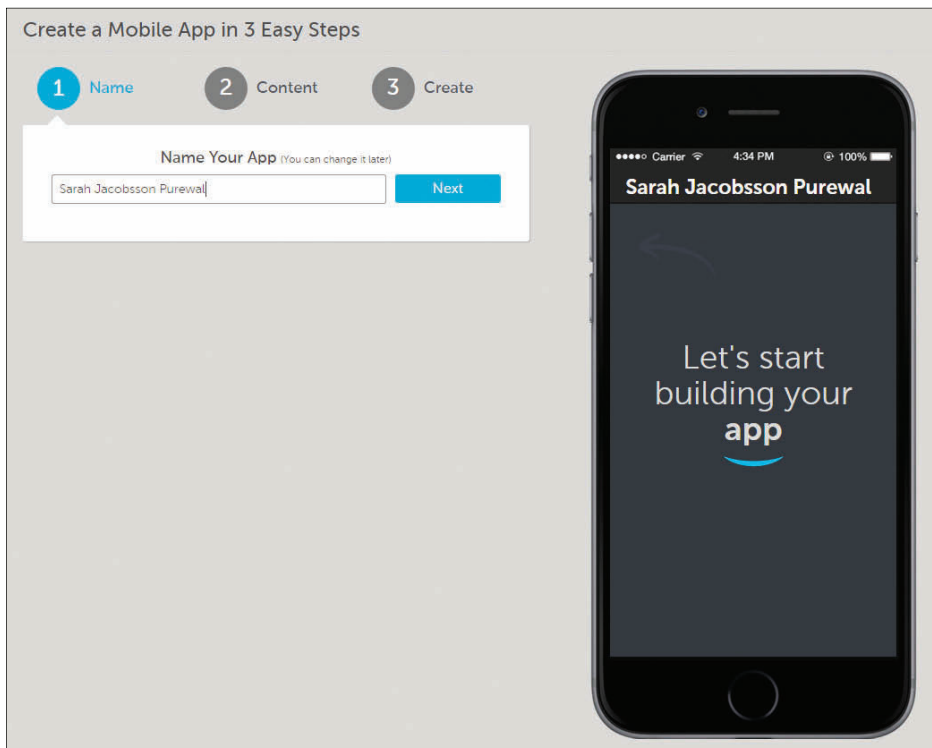 Create a Mobile App in 3 Easy Steps
1 Name 2 Content 3 Create
Name Your App (You can change it later)
Sarah Jacobsson Purewal Next
Carrier 4:34 PM 100%
Sarah Jacobsson Purewal
Let's start
building your
app